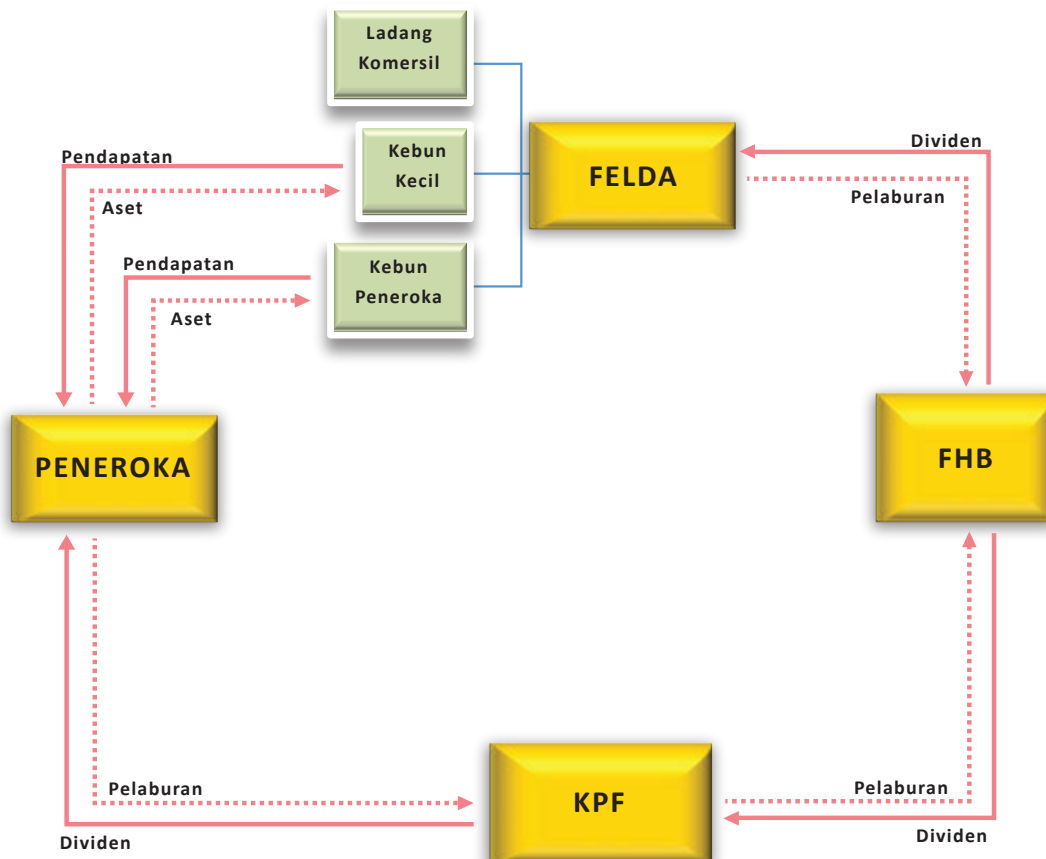 Ladang
Komersil
Pendapatan
Kebun
Kecil
FELDA
Dividen
Aset
Pelaburan
Pendapatan
Kebun
Peneroka
Aset
PENEROKA
FHB
Pelaburan
KPF
Pelaburan
Dividen
Dividen